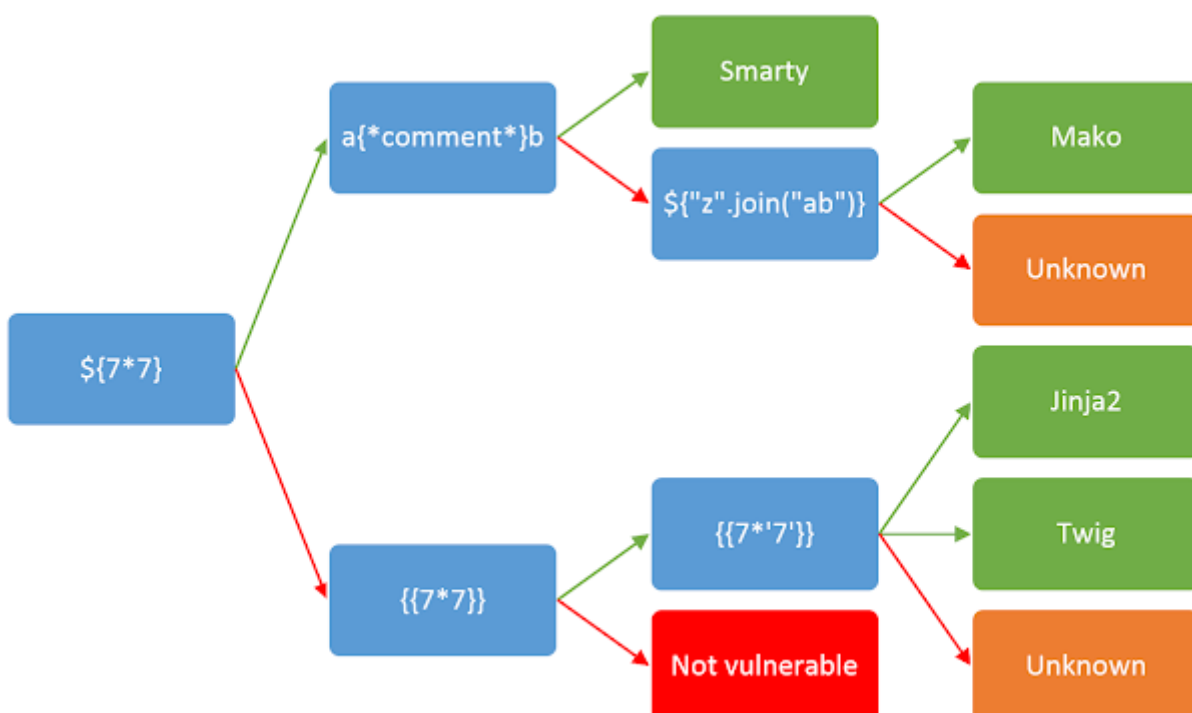 Smarty
a{*comment*}b
Mako
${"z".join("ab")}
Unknown
${7*7}
Jinja2
{{7*'7'}}
Twig
{{7*7}}
Not vulnerable
Unknown